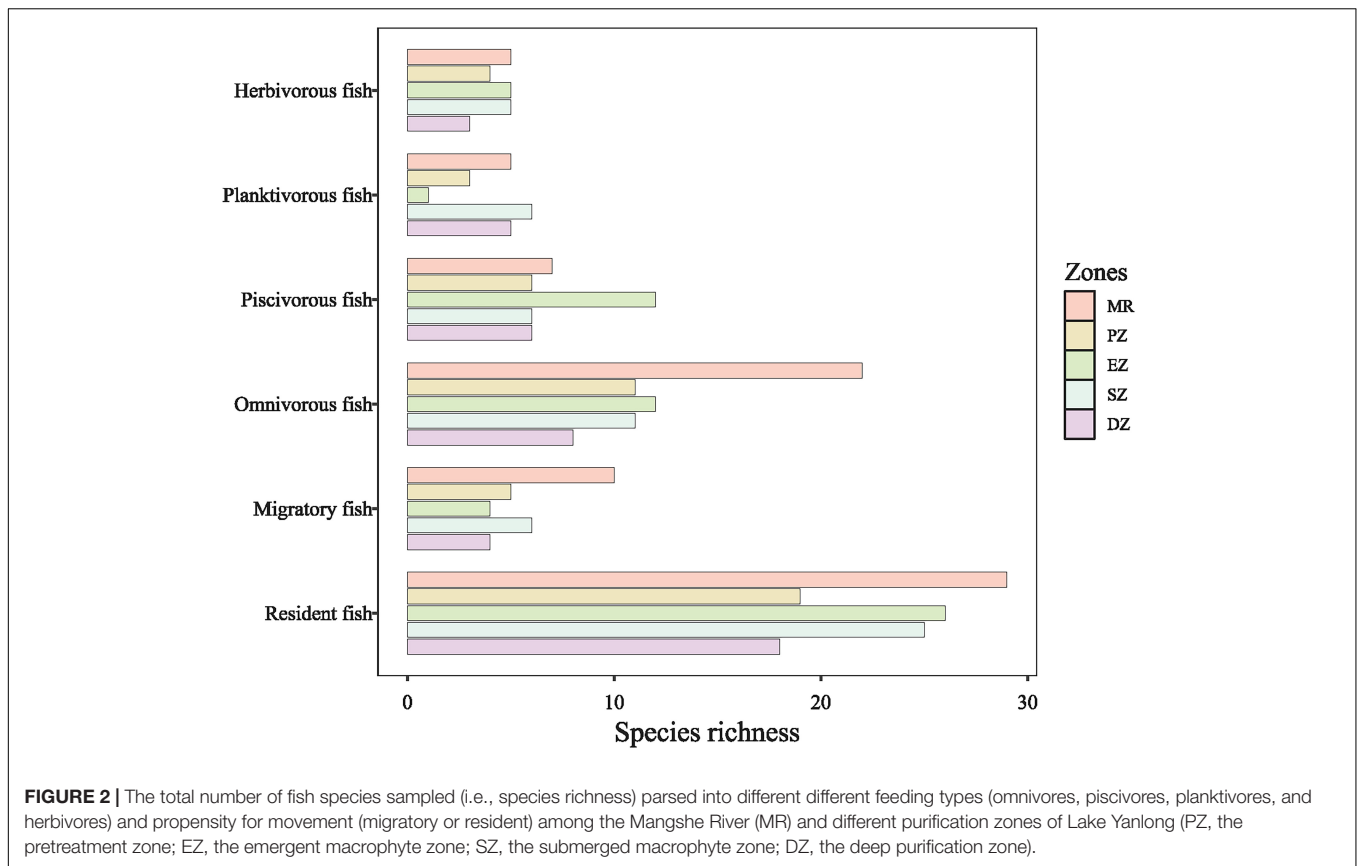 Herbivorous fish
Planktivorous fish
Piscivorous fish
Omnivorous fish
Migratory fish
Resident fish
0 10 20 30
Species richness
Zones
MR
PZ
EZ
SZ
DZ
FIGURE 2 | The total number of fish species sampled (i.e., species richness) parsed into different different feeding types (omnivores, piscivores, planktivores, and
herbivores) and propensity for movement (migratory or resident) among the Mangshe River (MR) and different purification zones of Lake Yanlong (PZ, the
pretreatment zone; EZ, the emergent macrophyte zone; SZ, the submerged macrophyte zone; DZ, the deep purification zone).